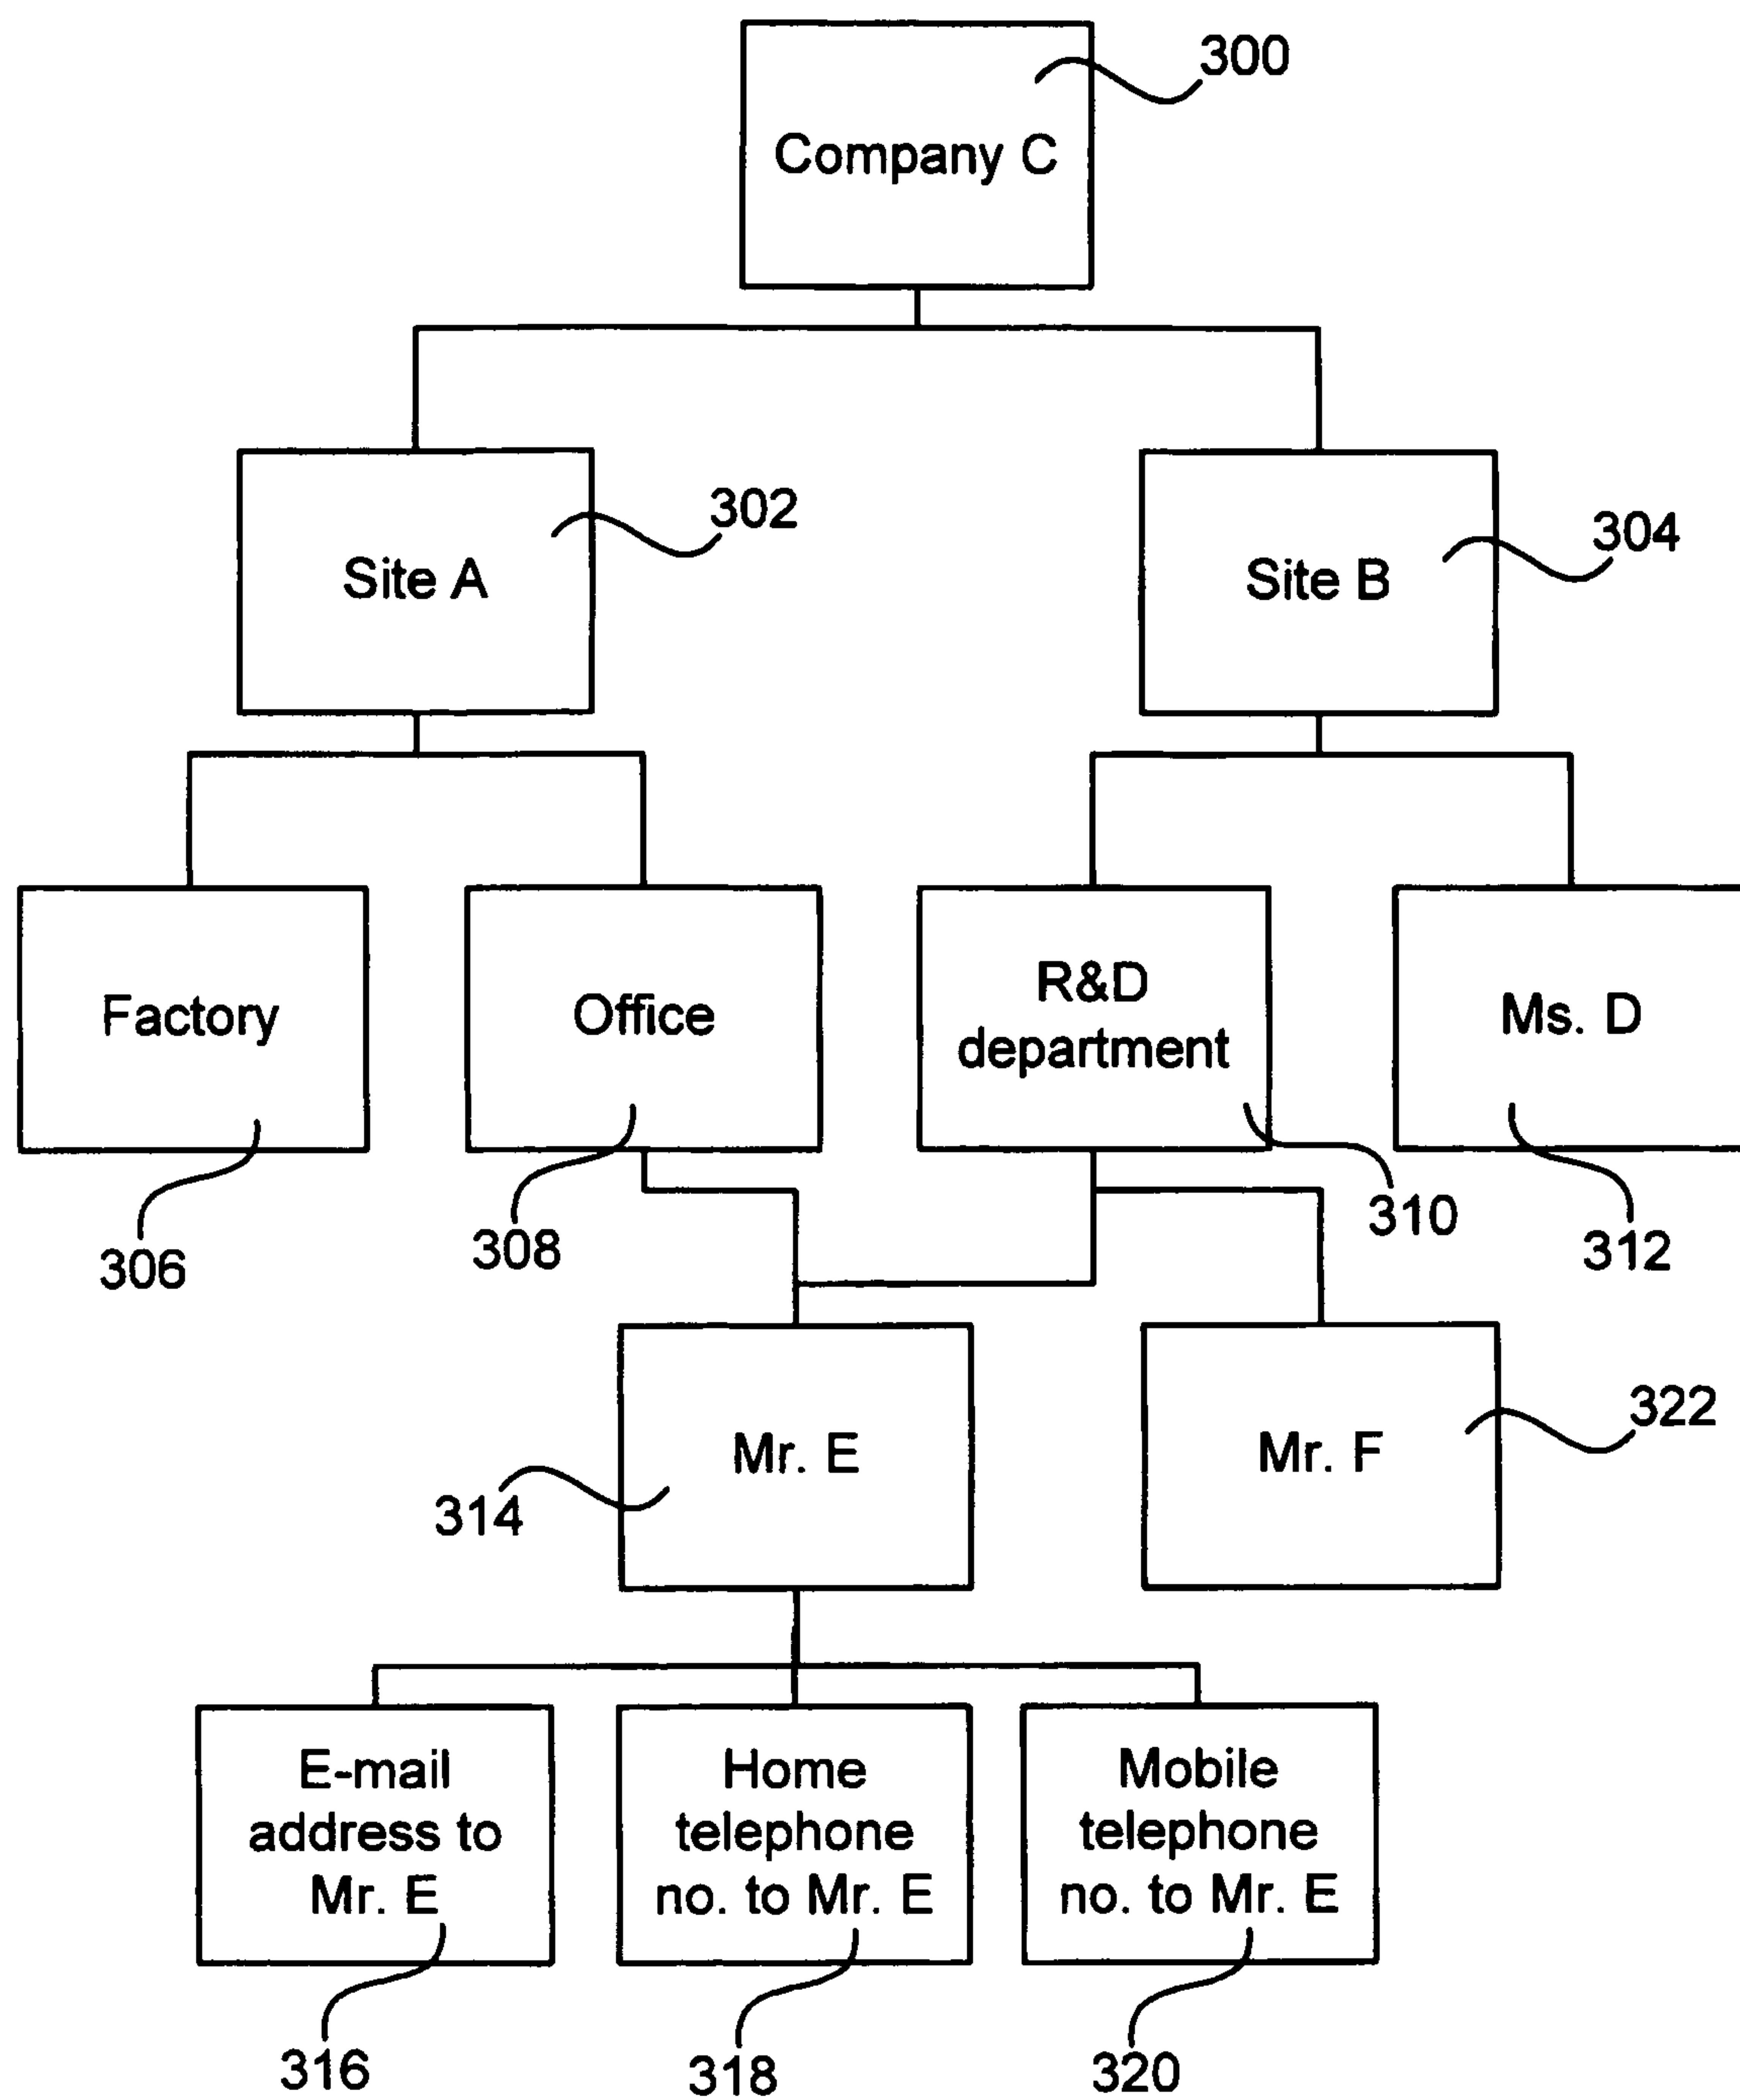 300
Company C
302
304
Site A
Site B
Factory
Office
R&D
department
Ms. D
306
308
310
312
Mr. E
Mr. F
322
314
E-mail
address to
Mr. E
Home
telephone
no. to Mr. E
Mobile
telephone
no. to Mr. E
316
318
320